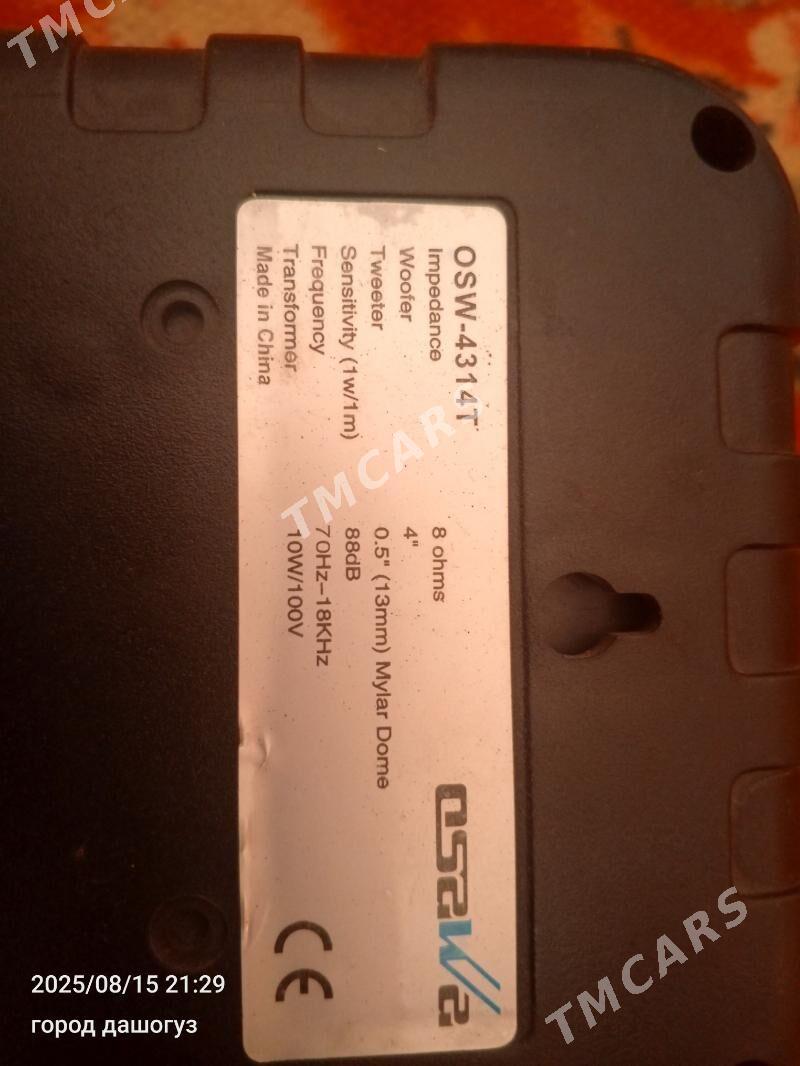 OSW-4314T
Impedance 8 ohms
Woofer 4"
Tweeter 0.5" (13mm) Mylar Dome
Sensitivity (1w/1m) 88dB
Frequency 70Hz–18KHz
Transformer 10W/100V
Made in China
esawa
CE
2025/08/15 21:29
город дашогуз
TMCARS
TMCARS
TMCARS